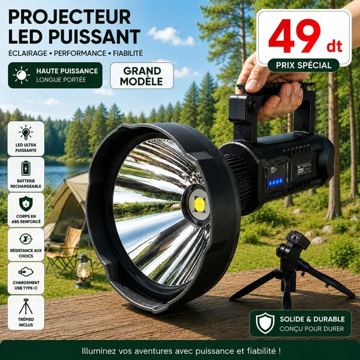 PROJECTEUR
LED PUISSANT
ÉCLAIRAGE • PERFORMANCE • FIABILITÉ
HAUTE PUISSANCE
LONGUE PORTÉE
GRAND
MODÈLE
49 dt
PRIX SPÉCIAL
LED ULTRA
PUISSANTE
BATTERIE
RECHARGEABLE
CORPS EN
ABS RENFORCÉ
RÉSISTANCE AUX
CHOCS
CHARGEMENT
USB TYPE-C
TRÉPIED
INCLUS
SOLIDE & DURABLE
CONÇU POUR DURER
Illuminez vos aventures avec puissance et fiabilité !